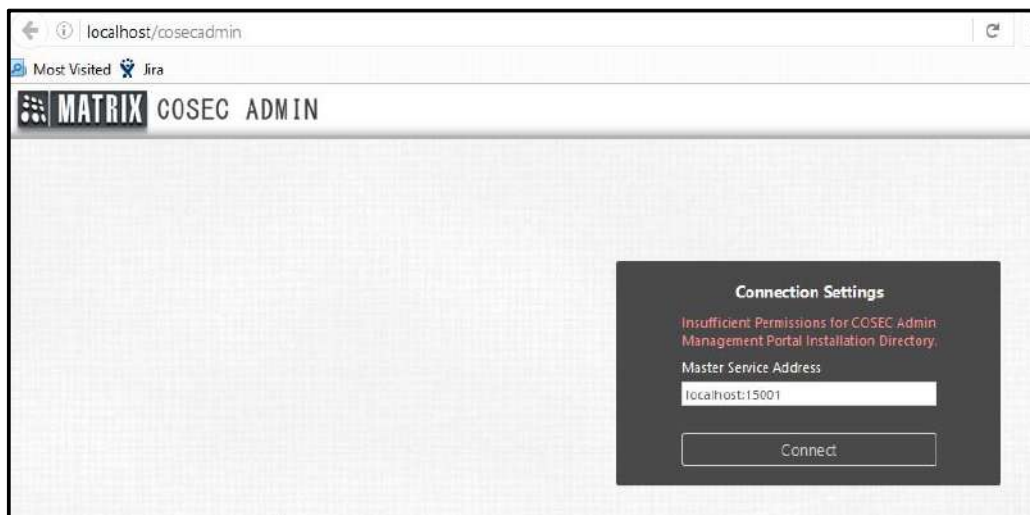 localhost/cosecadmin
Most Visited Jira
MATRIX COSEC ADMIN
Connection Settings
Insufficient Permissions for COSEC Admin
Management Portal Installation Directory.
Master Service Address
localhost:15001
Connect